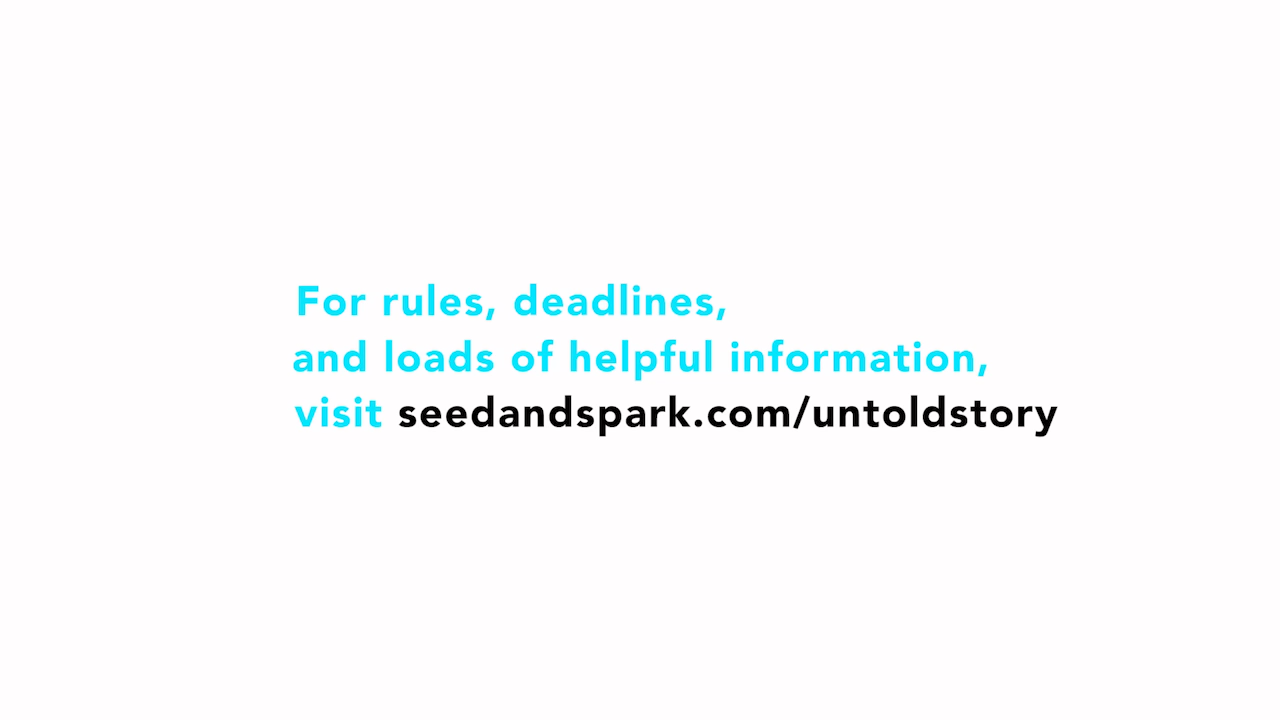 For rules, deadlines,
and loads of helpful information,
visit seedandspark.com/untoldstory